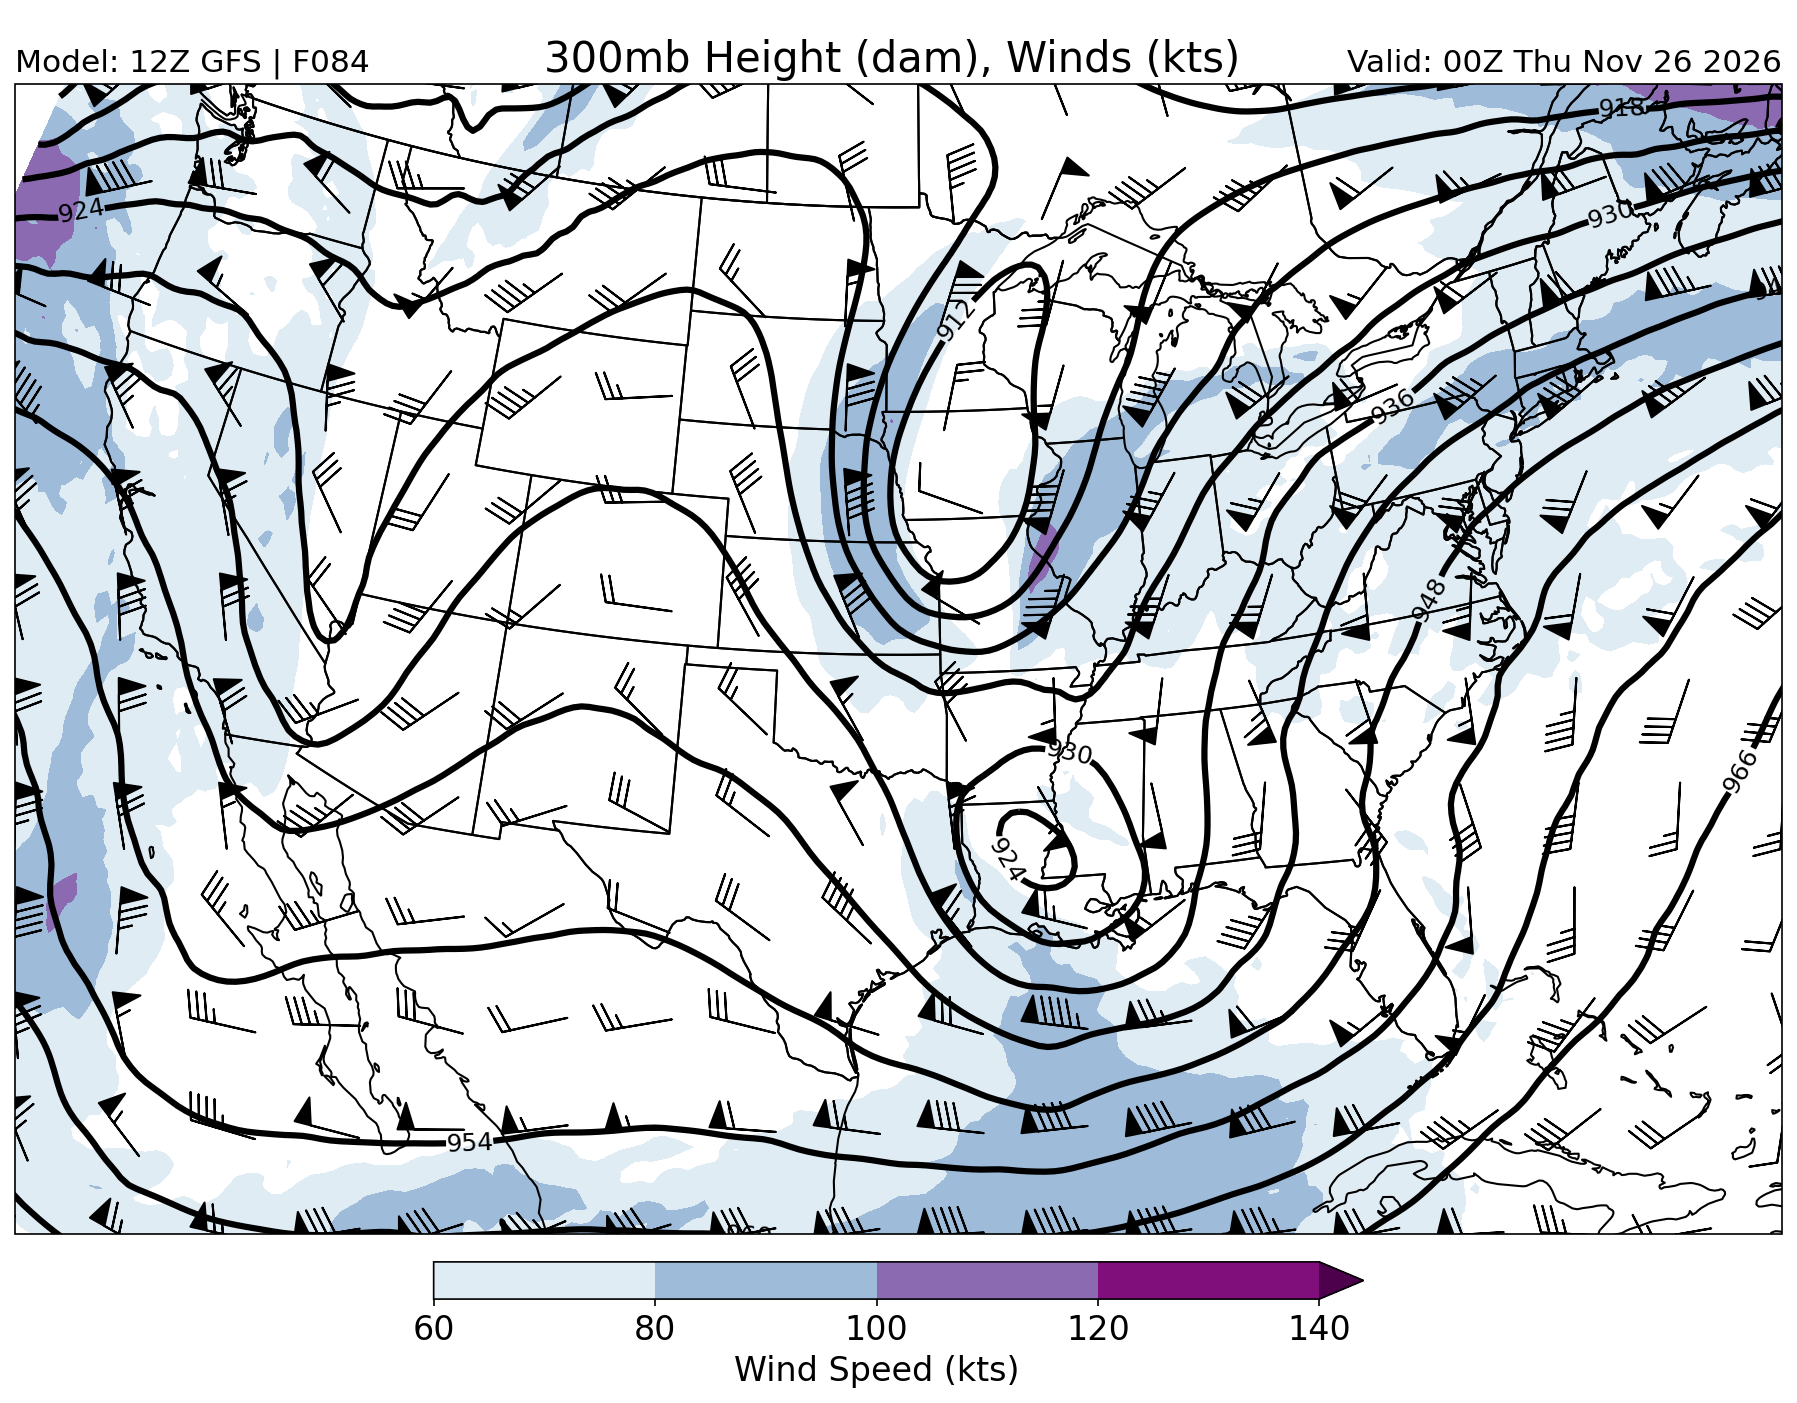 Model: 12Z GFS | F084
300mb Height (dam), Winds (kts)
Valid: 00Z Thu Nov 26 2026
918
924
930
912
936
948
930
924
966
954
60 80 100 120 140
Wind Speed (kts)